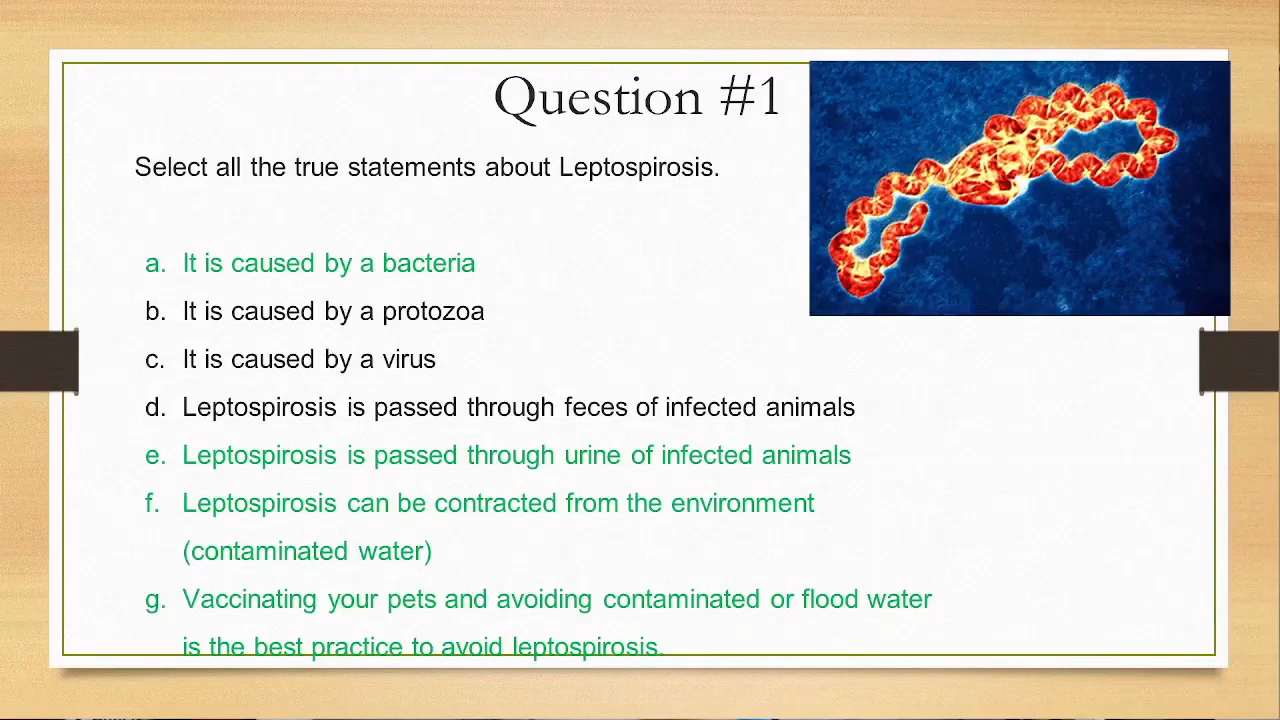 Question #1
Select all the true statements about Leptospirosis.
a. It is caused by a bacteria
b. It is caused by a protozoa
c. It is caused by a virus
d. Leptospirosis is passed through feces of infected animals
e. Leptospirosis is passed through urine of infected animals
f. Leptospirosis can be contracted from the environment
(contaminated water)
g. Vaccinating your pets and avoiding contaminated or flood water
is the best practice to avoid leptospirosis.